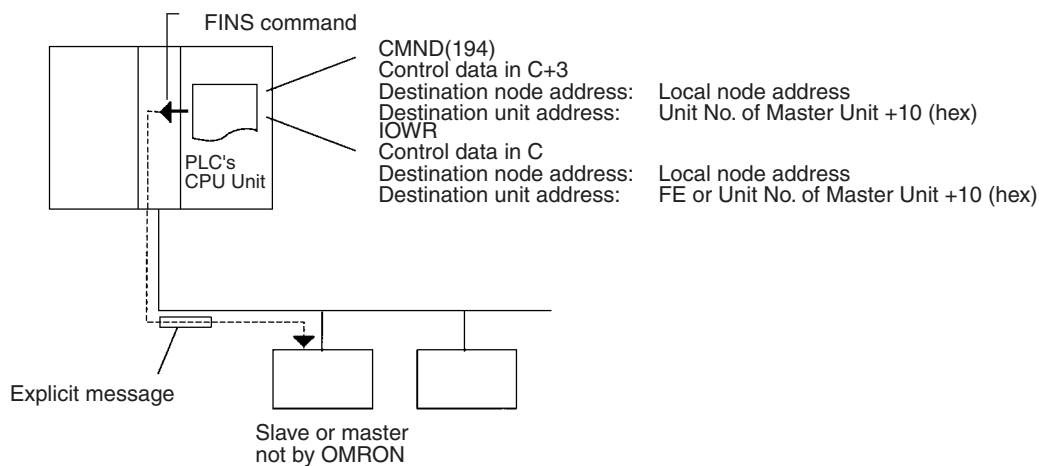 FINS command
CMND(194)
Control data in C+3
Destination node address: Local node address
Destination unit address: Unit No. of Master Unit +10 (hex)
IOWR
Control data in C
Destination node address: Local node address
Destination unit address: FE or Unit No. of Master Unit +10 (hex)
PLC's
CPU Unit
Explicit message
Slave or master
not by OMRON